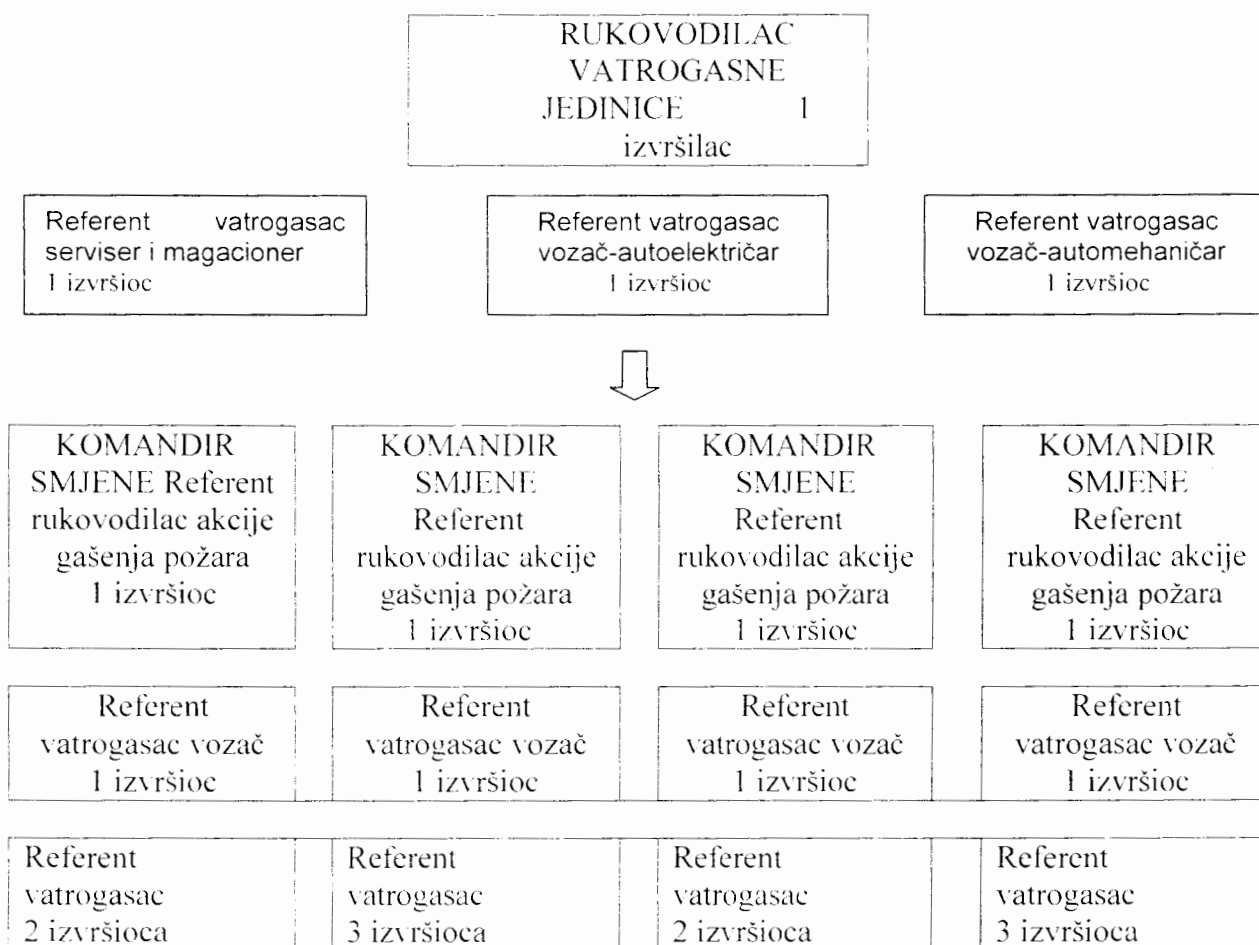 RUKOVODILAC
VATROGASNE
JEDINICE 1
izvršilac
Referent vatrogasac
serviser i magacioner
1 izvršioc
Referent vatrogasac
vozač-autoelektričar
1 izvršioc
Referent vatrogasac
vozač-automehaničar
1 izvršioc
KOMANDIR
SMJENE Referent
rukovodilac akcije
gašenja požara
1 izvršioc
KOMANDIR
SMJENE
Referent
rukovodilac akcije
gašenja požara
1 izvršioc
KOMANDIR
SMJENE
Referent
rukovodilac akcije
gašenja požara
1 izvršioc
KOMANDIR
SMJENE
Referent
rukovodilac akcije
gašenja požara
1 izvršioc
Referent
vatrogasac vozač
1 izvršioc
Referent
vatrogasac vozač
1 izvršioc
Referent
vatrogasac vozač
1 izvršioc
Referent
vatrogasac vozač
1 izvršioc
Referent
vatrogasac
2 izvršioca
Referent
vatrogasac
3 izvršioca
Referent
vatrogasac
2 izvršioca
Referent
vatrogasac
3 izvršioca